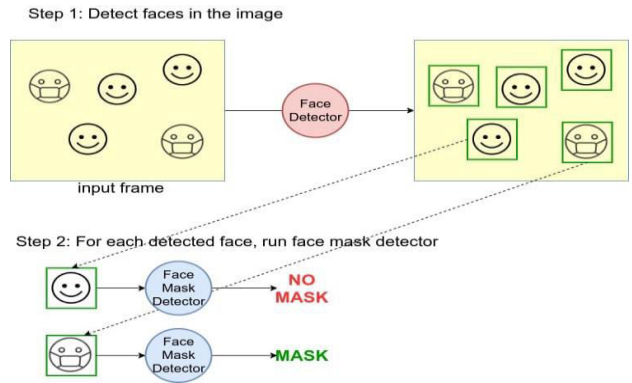 Step 1: Detect faces in the image
Face
Detector
input frame
Step 2: For each detected face, run face mask detector
Face
Mask
Detector
NO
MASK
Face
Mask
Detector
MASK